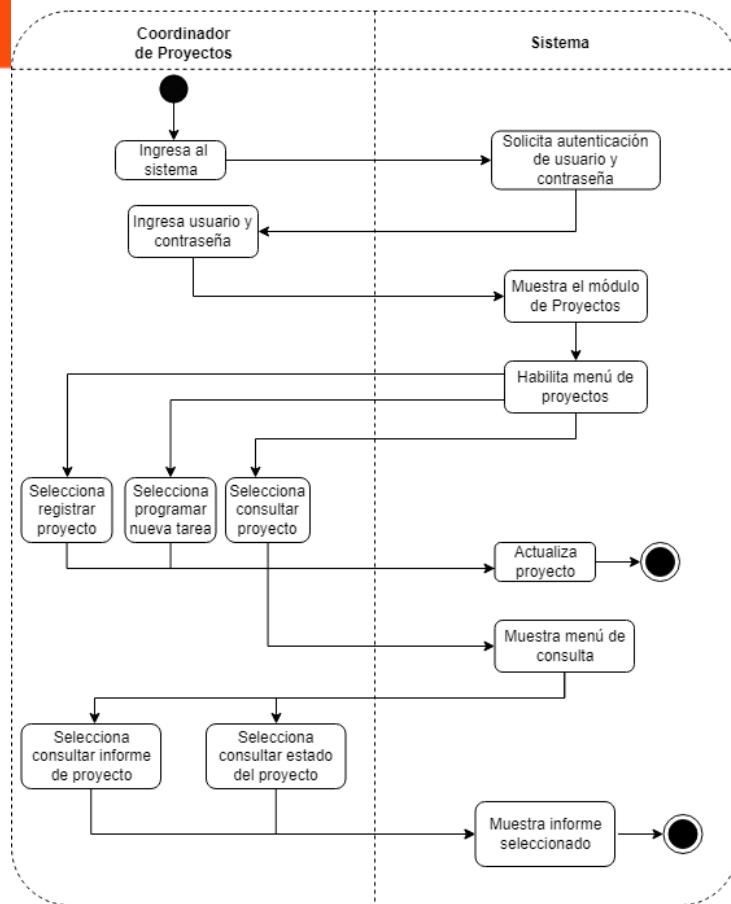 Coordinador
de Proyectos
Sistema
Ingresa al
sistema
Solicita autenticación
de usuario y
contraseña
Ingresa usuario y
contraseña
Muestra el módulo
de Proyectos
Habilita menú de
proyectos
Selecciona
registrar
proyecto
Selecciona
programar
nueva tarea
Selecciona
consultar
proyecto
Actualiza
proyecto
Muestra menú de
consulta
Selecciona
consultar informe
de proyecto
Selecciona
consultar estado
del proyecto
Muestra informe
seleccionado